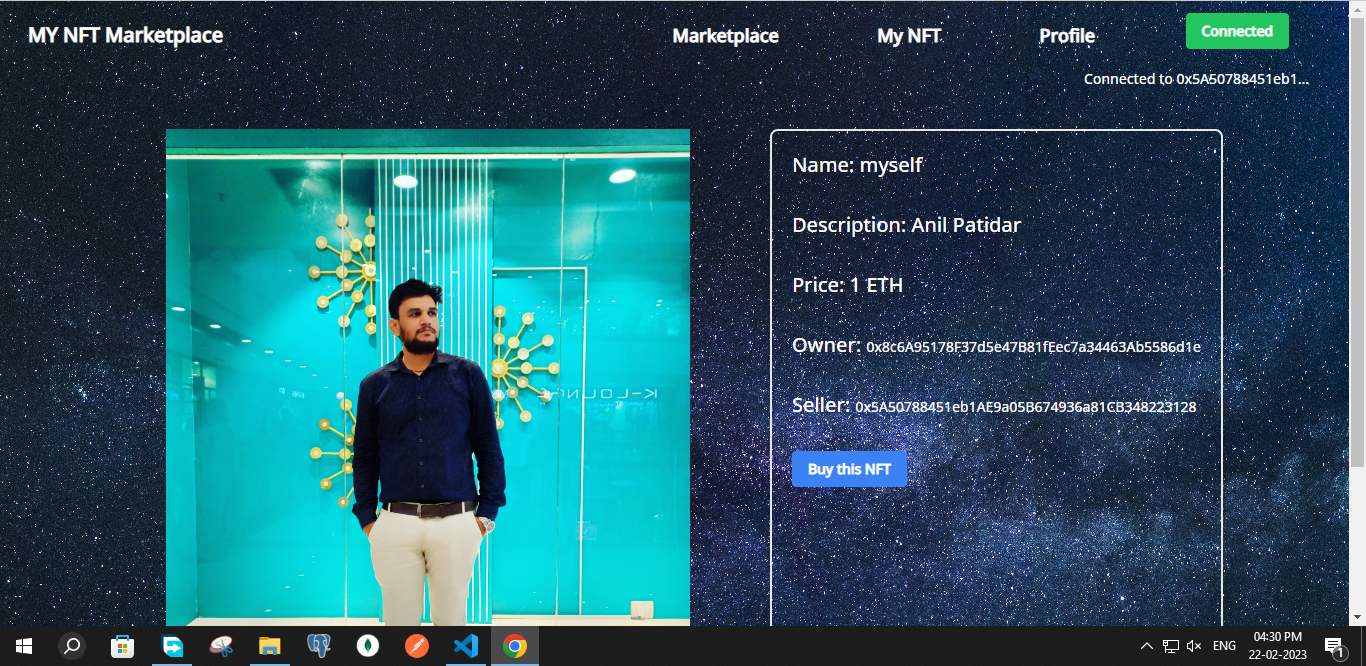 MY NFT Marketplace
Marketplace
My NFT
Profile
Connected
Connected to 0x5A50788451eb1...
Name: myself
Description: Anil Patidar
Price: 1 ETH
Owner: 0x8c6A95178F37d5e47B81fEec7a34463Ab5586d1e
Seller: 0x5A50788451eb1AE9a05B674936a81CB348223128
Buy this NFT
ENG
04:30 PM
22-02-2023
1